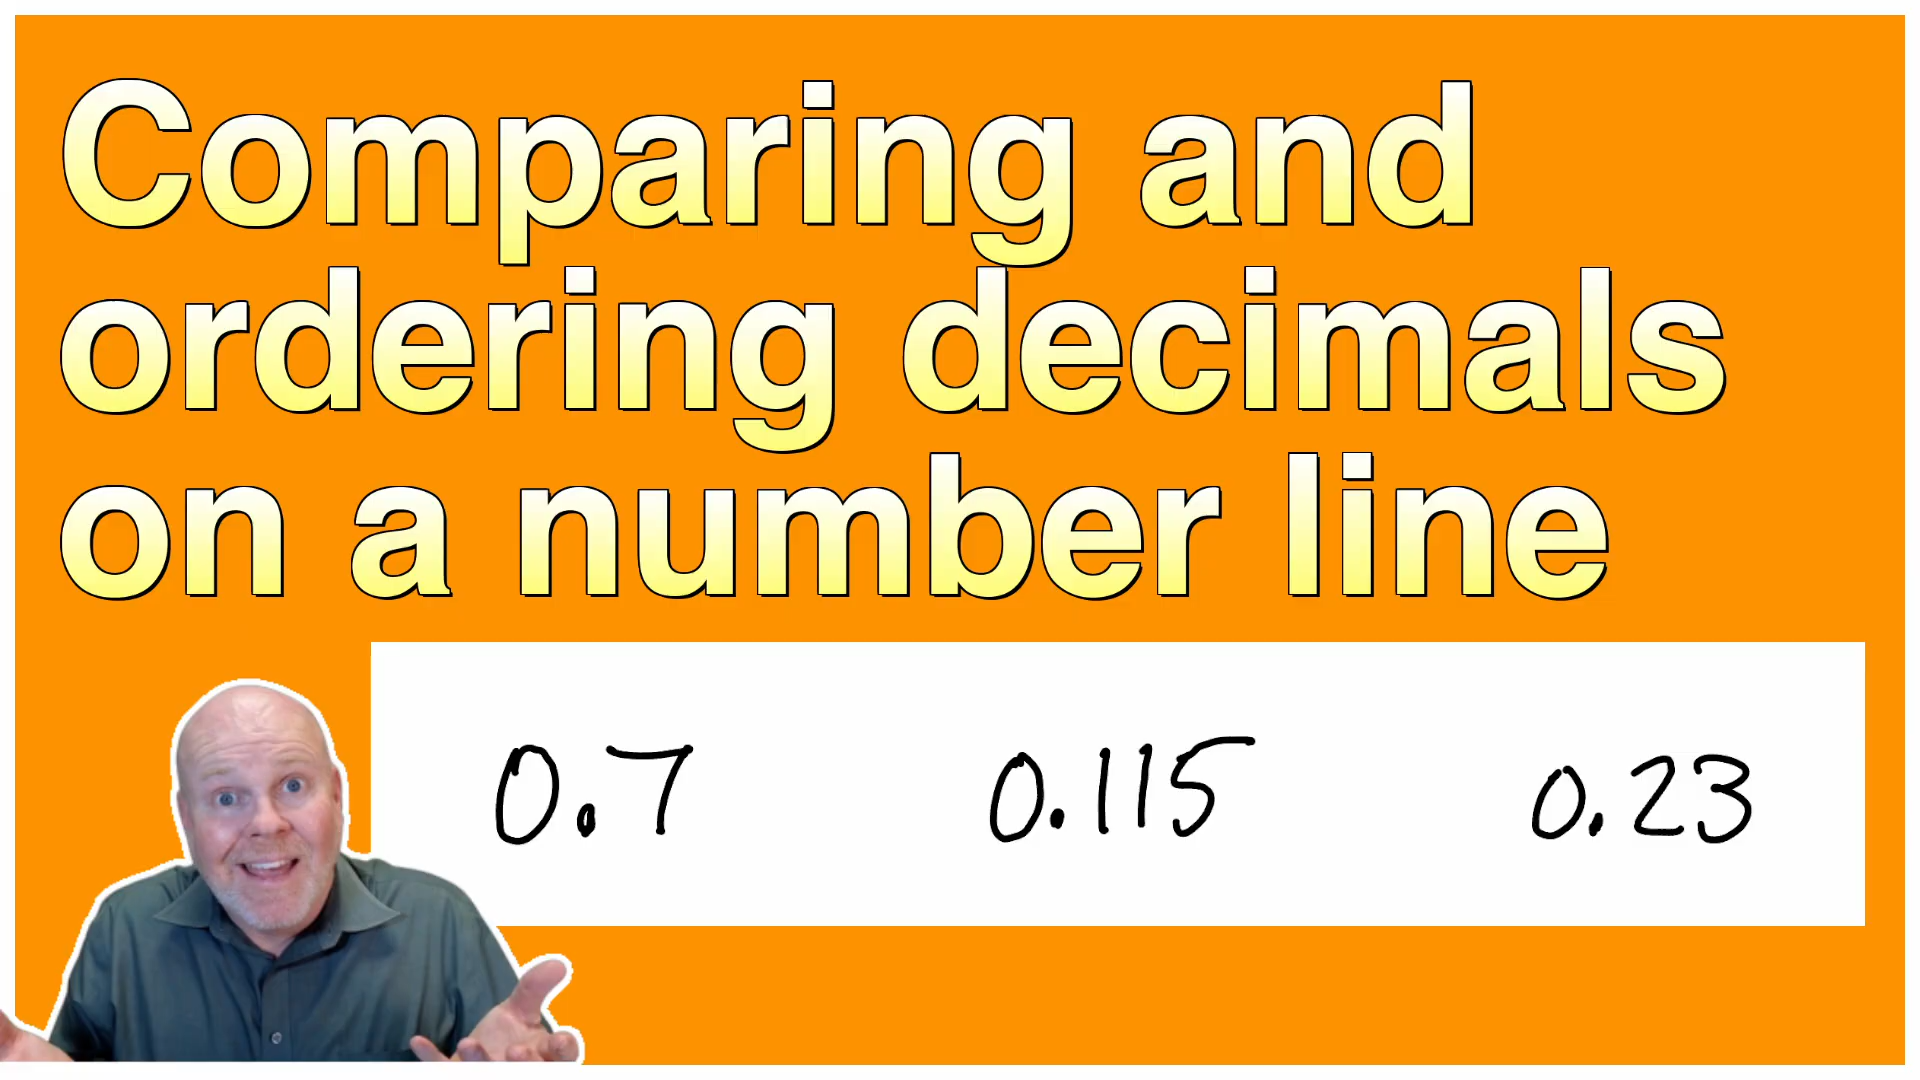 Comparing and
ordering decimals
on a number line
0.7 0.115 0.23